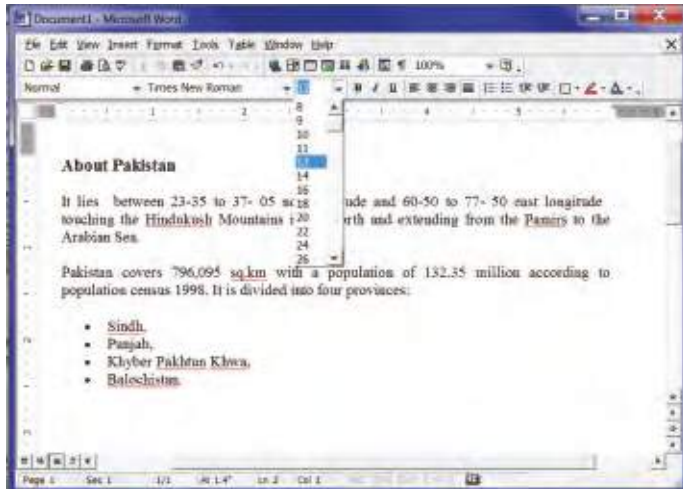 Document1 - Microsoft Word
File Edit View Insert Format Tools Table Window Help
100%
Normal Times New Roman
1 2 4 5
8
9
10
11
12
14
16
18
20
22
24
26
About Pakistan
It lies between 23-35 to 37- 05 ude and 60-50 to 77- 50 east longitude
touching the Hindukush Mountains i rth and extending from the Pamirs to the
Arabian Sea.
Pakistan covers 796,095 sq.km with a population of 132.35 million according to
population census 1998. It is divided into four provinces:
• Sindh,
• Panjab,
• Khyber Pakhtun Khwa,
• Balochistan.
Page 1 Sec 1 1/1 At 1.4" Ln 2 Col 1